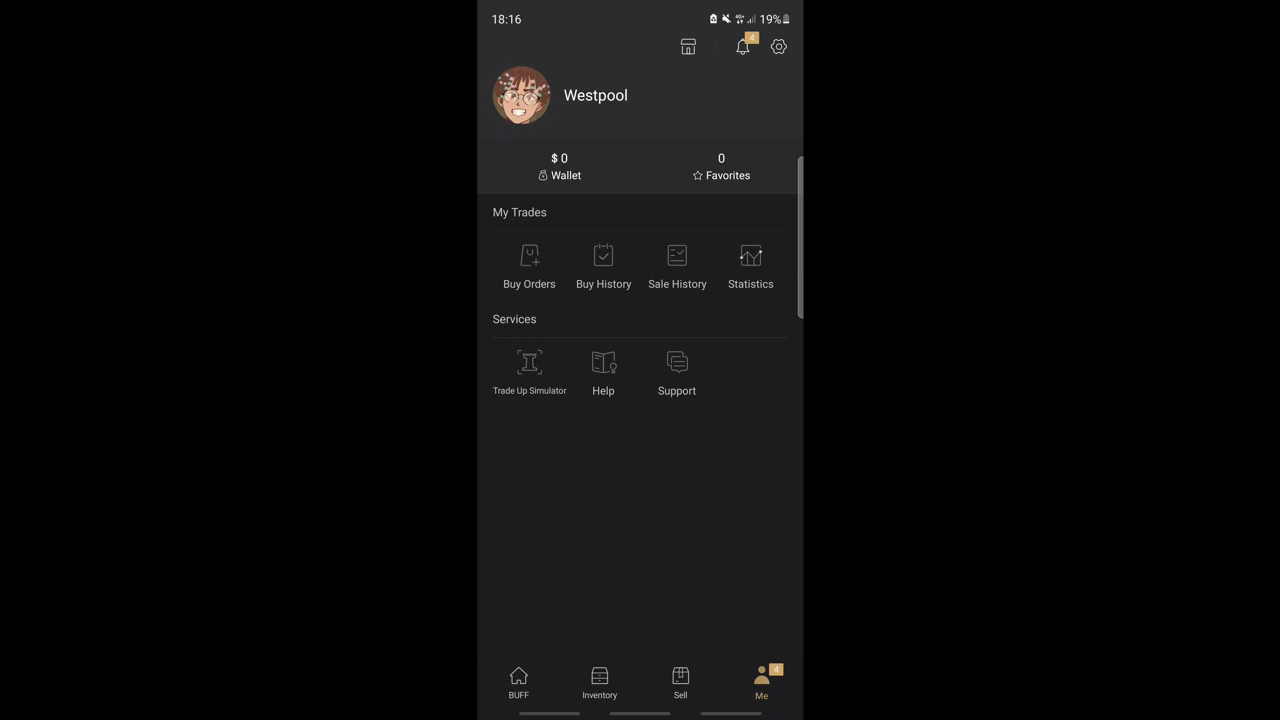 18:16 4G+ 19%
4
Westpool
$ 0 0
Wallet Favorites
My Trades
Buy Orders Buy History Sale History Statistics
Services
Trade Up Simulator Help Support
4
BUFF Inventory Sell Me